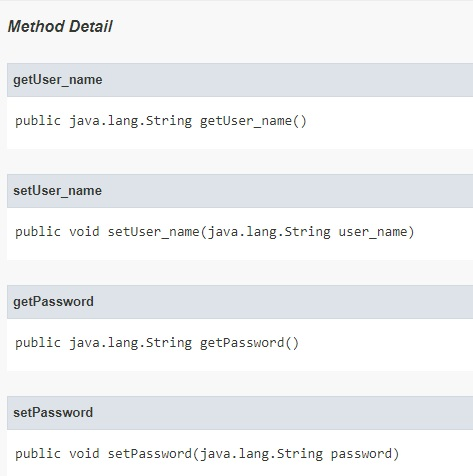 Method Detail
getUser_name
public java.lang.String getUser_name()
setUser_name
public void setUser_name(java.lang.String user_name)
getPassword
public java.lang.String getPassword()
setPassword
public void setPassword(java.lang.String password)